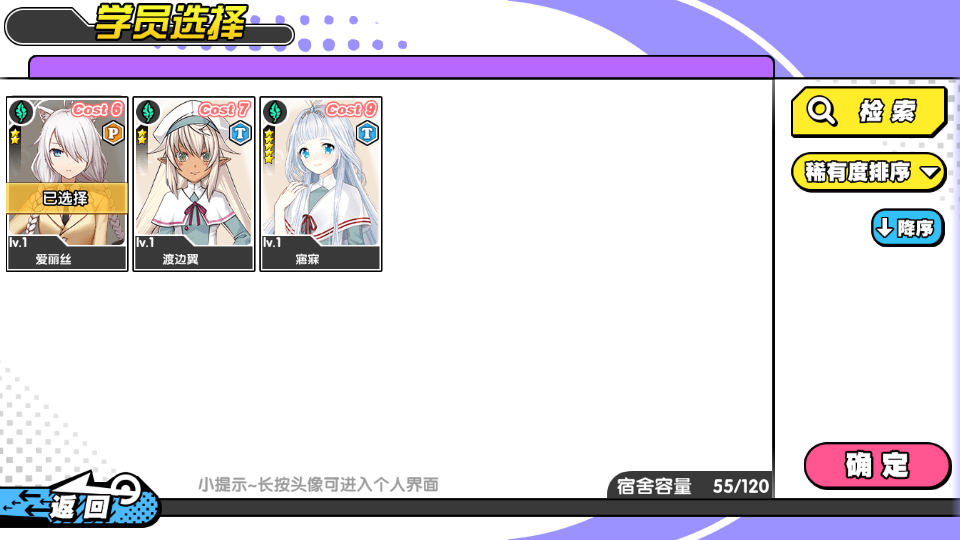 学员选择
Cost 6
P
已选择
lv.1
爱丽丝
Cost 7
T
lv.1
渡边翼
Cost 9
T
lv.1
寤寐
检索
稀有度排序
降序
确定
小提示~长按头像可进入个人界面
宿舍容量 55/120
返回